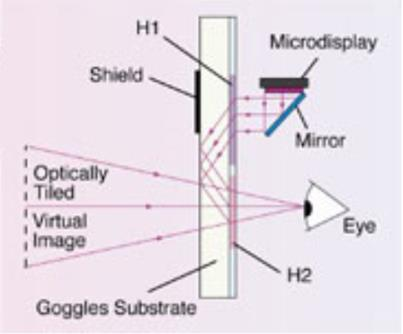 H1
Microdisplay
Shield
Mirror
Optically
Tiled
Virtual
Image
Eye
H2
Goggles Substrate